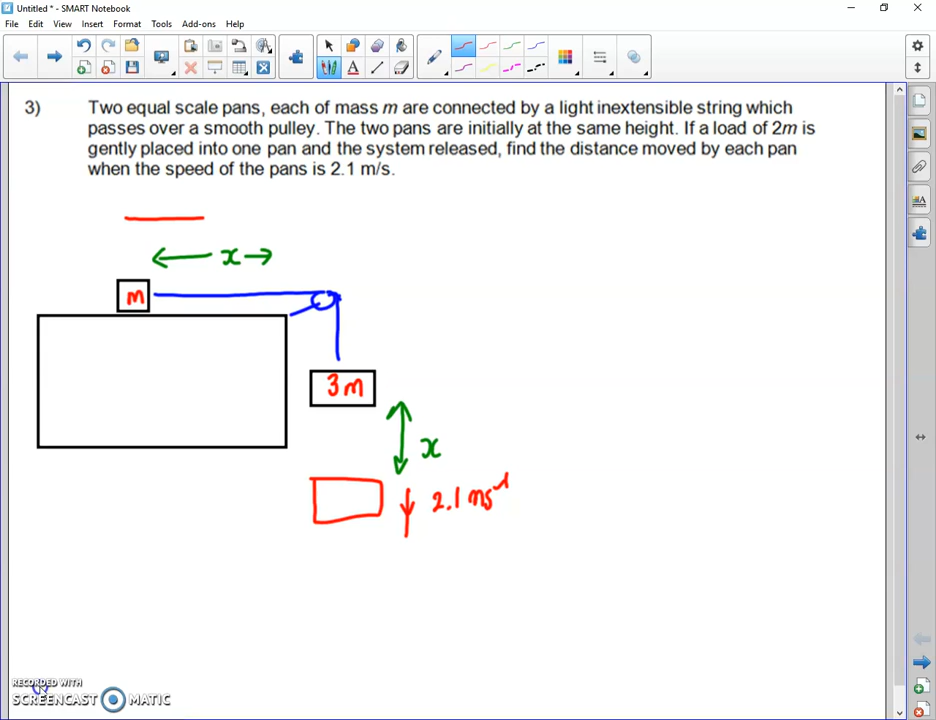 Untitled * - SMART Notebook
File Edit View Insert Format Tools Add-ons Help
3) Two equal scale pans, each of mass m are connected by a light inextensible string which
passes over a smooth pulley. The two pans are initially at the same height. If a load of 2m is
gently placed into one pan and the system released, find the distance moved by each pan
when the speed of the pans is 2.1 m/s.
x
m
3m
x
2.1 ms⁻¹
RECORDED WITH
SCREENCAST MATIC